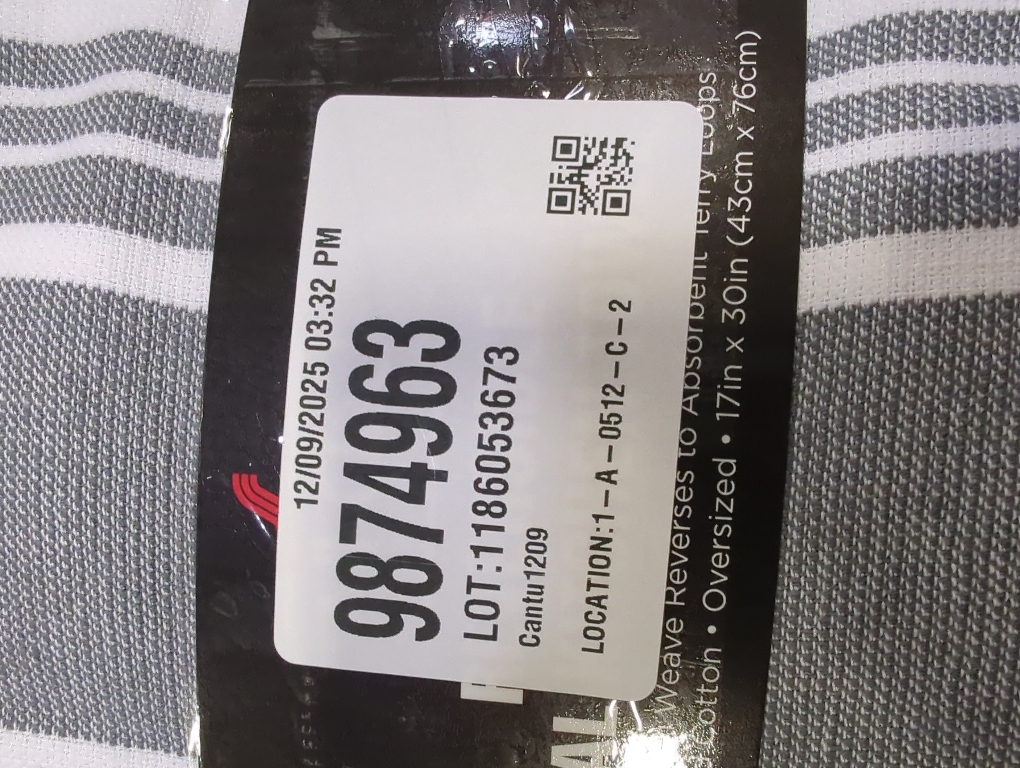 12/09/2025 03:32 PM
9874963
LOT:1186053673
Cantu1209
LOCATION:1-A-0512-C-2
Weave Reverses to Absorbent Terry Loops
Cotton • Oversized • 17in x 30in (43cm x 76cm)